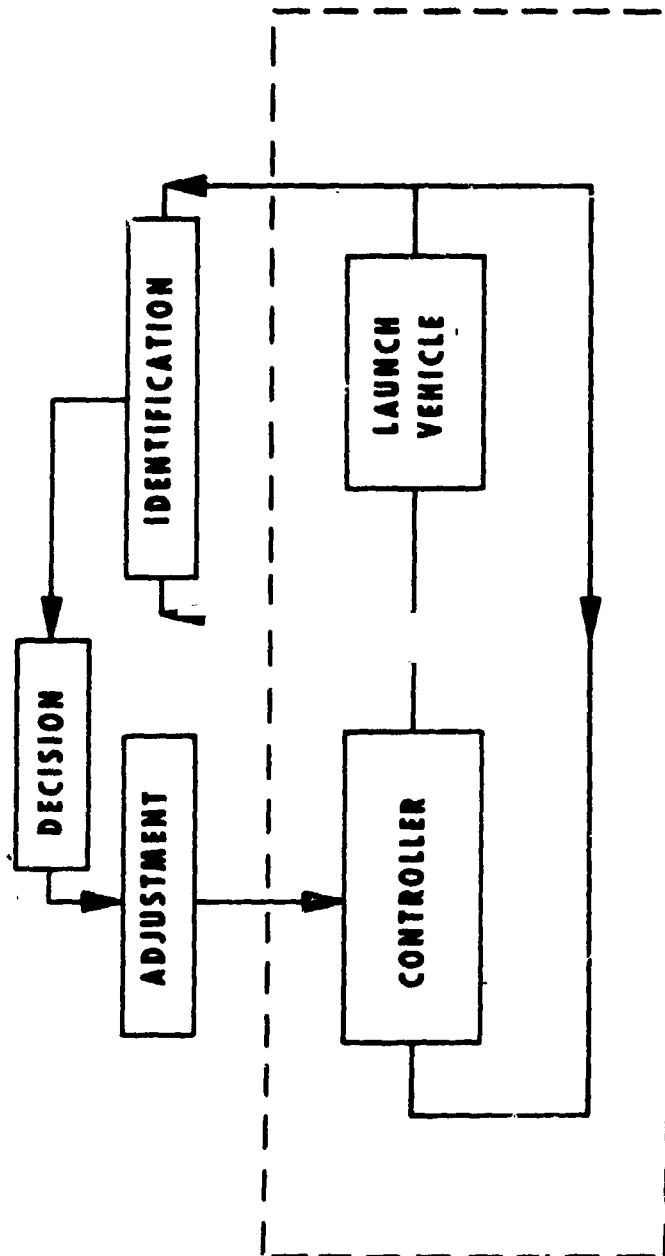 DECISION
ADJUSTMENT
IDENTIFICATION
CONTROLLER
LAUNCH
VEHICLE